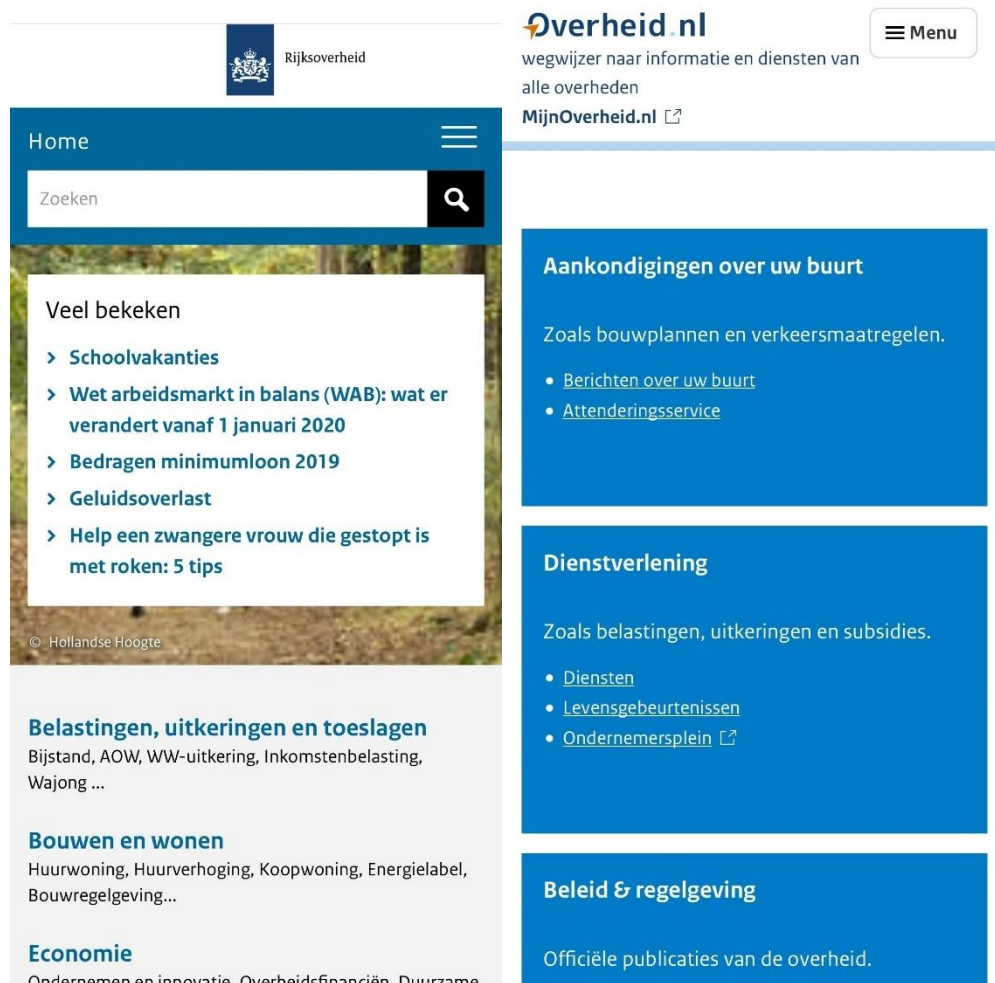 Rijksoverheid
Home
Zoeken
Veel bekeken
Schoolvakanties
Wet arbeidsmarkt in balans (WAB): wat er
verandert vanaf 1 januari 2020
Bedragen minimumloon 2019
Geluidsoverlast
Help een zwangere vrouw die gestopt is
met roken: 5 tips
© Hollandse Hoogte
Belastingen, uitkeringen en toeslagen
Bijstand, AOW, WW-uitkering, Inkomstenbelasting,
Wajong ...
Bouwen en wonen
Huurwoning, Huurverhoging, Koopwoning, Energielabel,
Bouwregelgeving...
Economie
Ondernemen en innovatie, Overheidsfinanciën, Duurzame
Overheid.nl
Menu
wegwijzer naar informatie en diensten van
alle overheden
MijnOverheid.nl
Aankondigingen over uw buurt
Zoals bouwplannen en verkeersmaatregelen.
• Berichten over uw buurt
• Attenderingsservice
Dienstverlening
Zoals belastingen, uitkeringen en subsidies.
• Diensten
• Levensgebeurtenissen
• Ondernemersplein
Beleid & regelgeving
Officiële publicaties van de overheid.